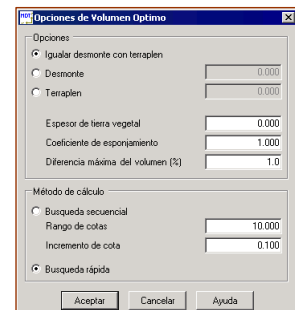 MDT Opciones de Volumen Optimo
Opciones
Igualar desmonte con terraplen
Desmonte 0.000
Terraplen 0.000
Espesor de tierra vegetal 0.000
Coeficiente de esponjamiento 1.000
Diferencia máxima del volumen (%) 1.0
Método de cálculo
Busqueda secuencial
Rango de cotas 10.000
Incremento de cota 0.100
Busqueda rápida
Aceptar Cancelar Ayuda